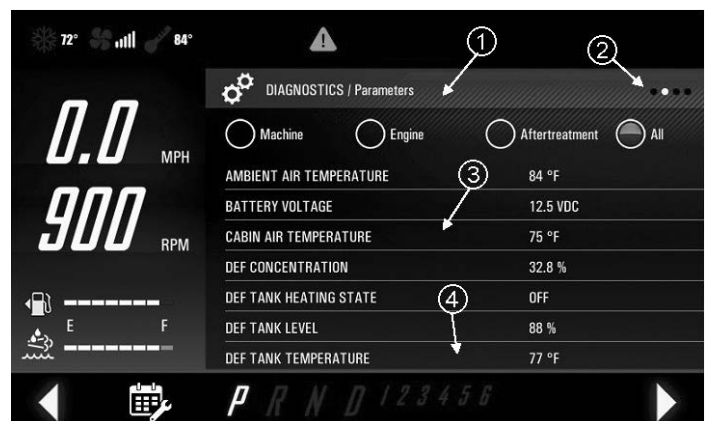 72° 84°
1
2
DIAGNOSTICS / Parameters
Machine Engine Aftertreatment All
0.0 MPH
3
AMBIENT AIR TEMPERATURE 84 °F
BATTERY VOLTAGE 12.5 VDC
900 RPM
CABIN AIR TEMPERATURE 75 °F
DEF CONCENTRATION 32.8 %
4
DEF TANK HEATING STATE OFF
E F
DEF TANK LEVEL 88 %
DEF TANK TEMPERATURE 77 °F
P R N D 1 2 3 4 5 6